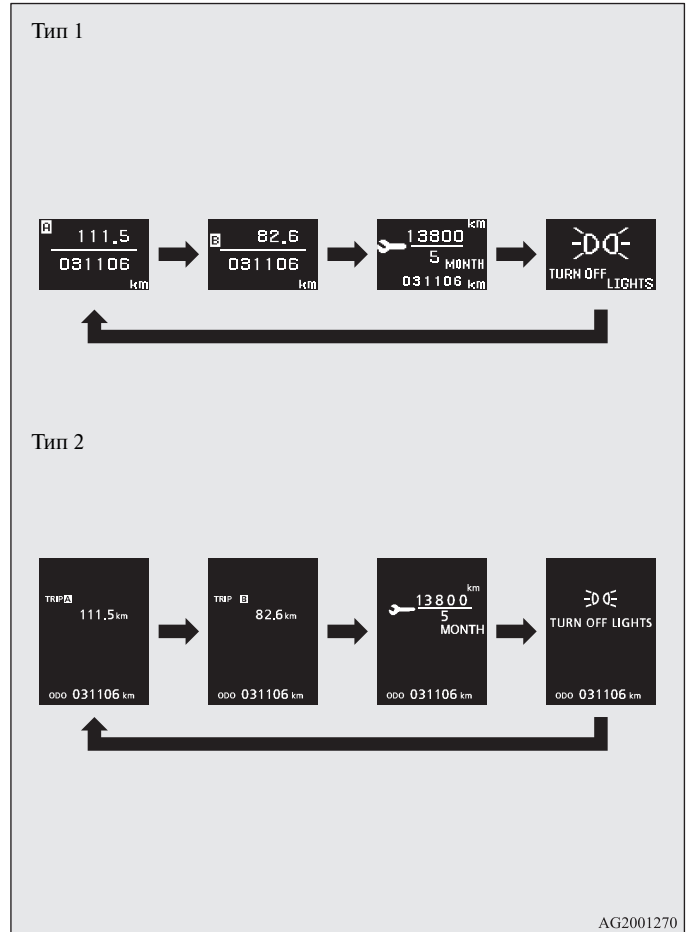 Тип 1
A 111.5
031106
km
B 82.6
031106
km
km
13800
5 MONTH
031106 km
TURN OFF
LIGHTS
Тип 2
TRIP A
111.5 km
ODO 031106 km
TRIP B
82.6 km
ODO 031106 km
km
13800
5
MONTH
ODO 031106 km
TURN OFF LIGHTS
ODO 031106 km
AG2001270